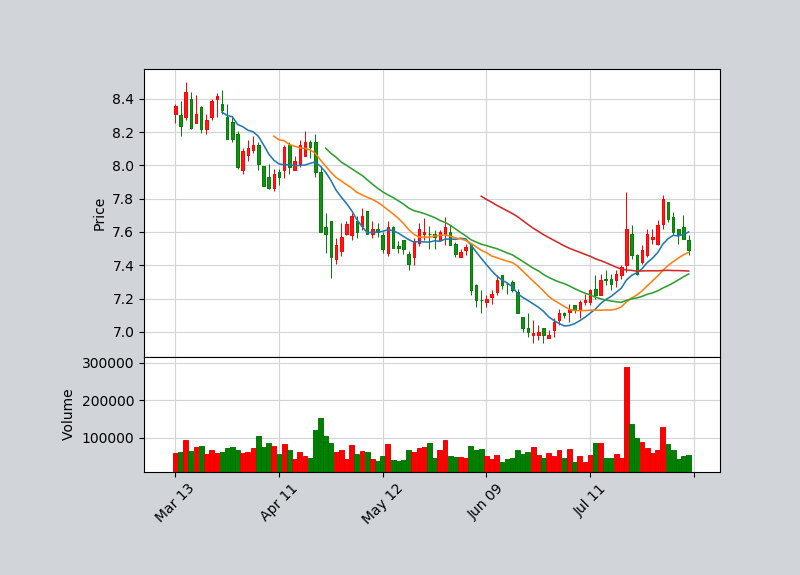 8.4
8.2
8.0
7.8
7.6
7.4
7.2
7.0
Price
300000
200000
100000
Volume
Mar 13
Apr 11
May 12
Jun 09
Jul 11